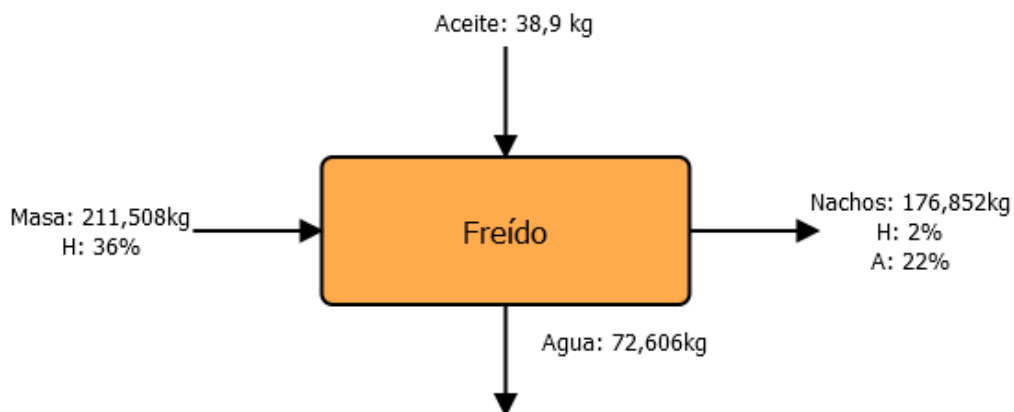 Aceite: 38,9 kg
Masa: 211,508kg
H: 36%
Freído
Nachos: 176,852kg
H: 2%
A: 22%
Agua: 72,606kg